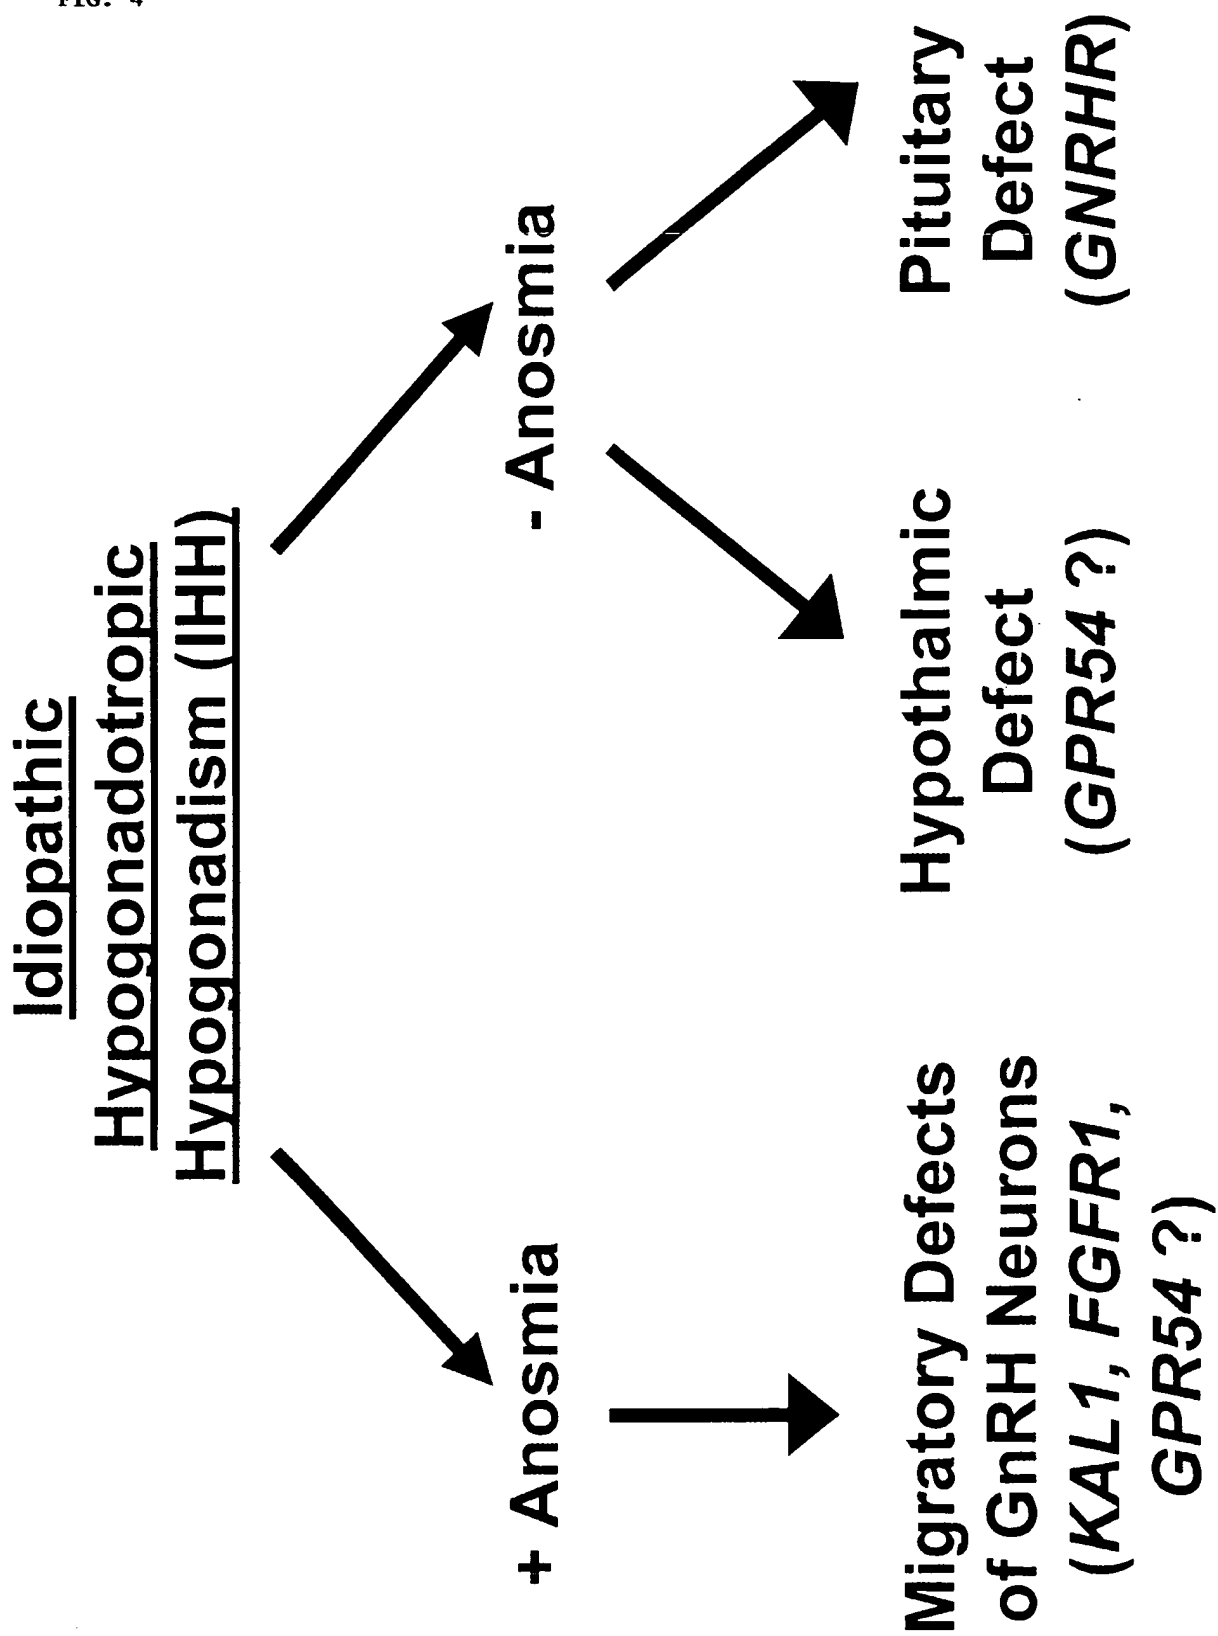 FIG. 4
Idiopathic
Hypogonadotropic
Hypogonadism (IHH)
+ Anosmia
- Anosmia
Migratory Defects
of GnRH Neurons
(KAL1, FGFR1,
GPR54 ?)
Hypothalmic
Defect
(GPR54 ?)
Pituitary
Defect
(GNRHR)